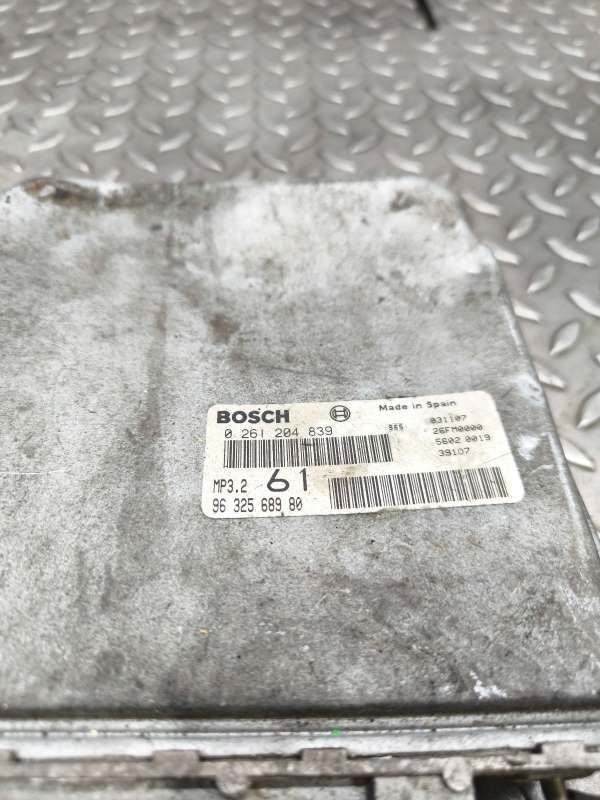 BOSCH Made in Spain
0 261 204 839
031107
26FM0000
5602 0019
39107
MP3.2 61
96 325 689 80